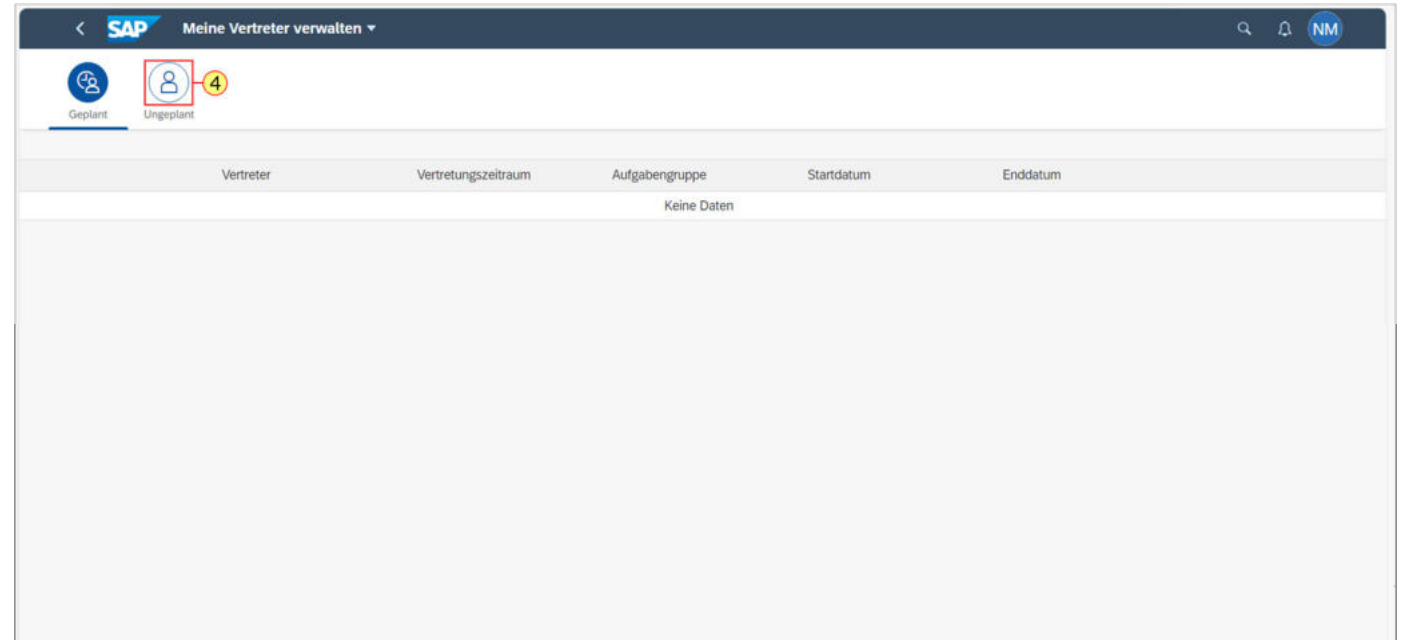 SAP Meine Vertreter verwalten NM
4
Geplant Ungeplant
Vertreter Vertretungszeitraum Aufgabengruppe Startdatum Enddatum
Keine Daten